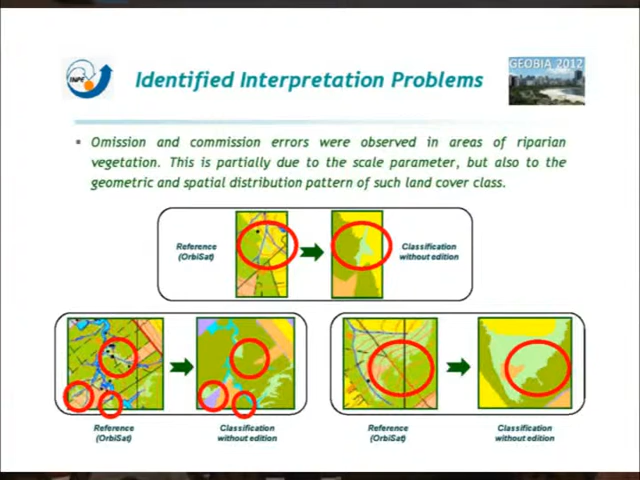 INPE
Identified Interpretation Problems
GEOBIA 2012
Omission and commission errors were observed in areas of riparian
vegetation. This is partially due to the scale parameter, but also to the
geometric and spatial distribution pattern of such land cover class.
Reference
(OrbiSat)
Classification
without edition
Reference
(OrbiSat)
Classification
without edition
Reference
(OrbiSat)
Classification
without edition